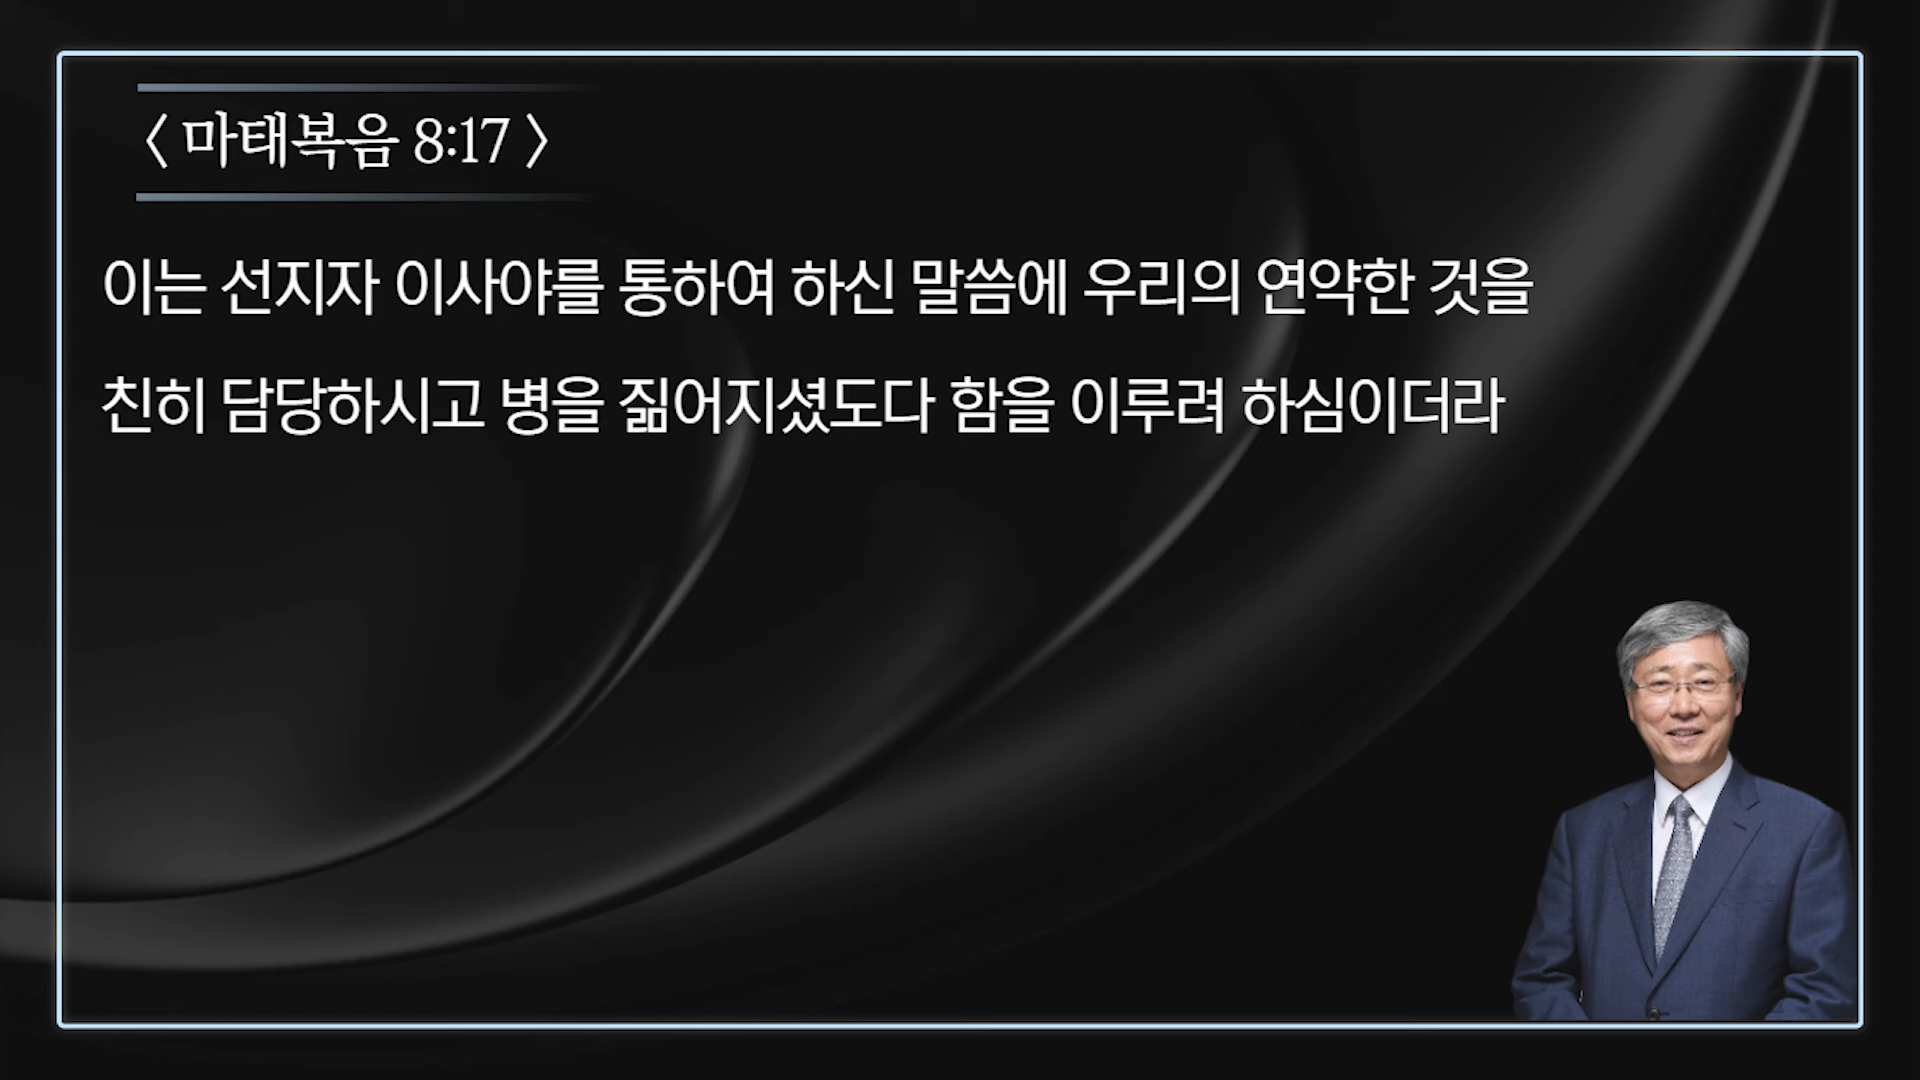 < 마태복음 8:17 >
이는 선지자 이사야를 통하여 하신 말씀에 우리의 연약한 것을
친히 담당하시고 병을 짊어지셨도다 함을 이루려 하심이더라